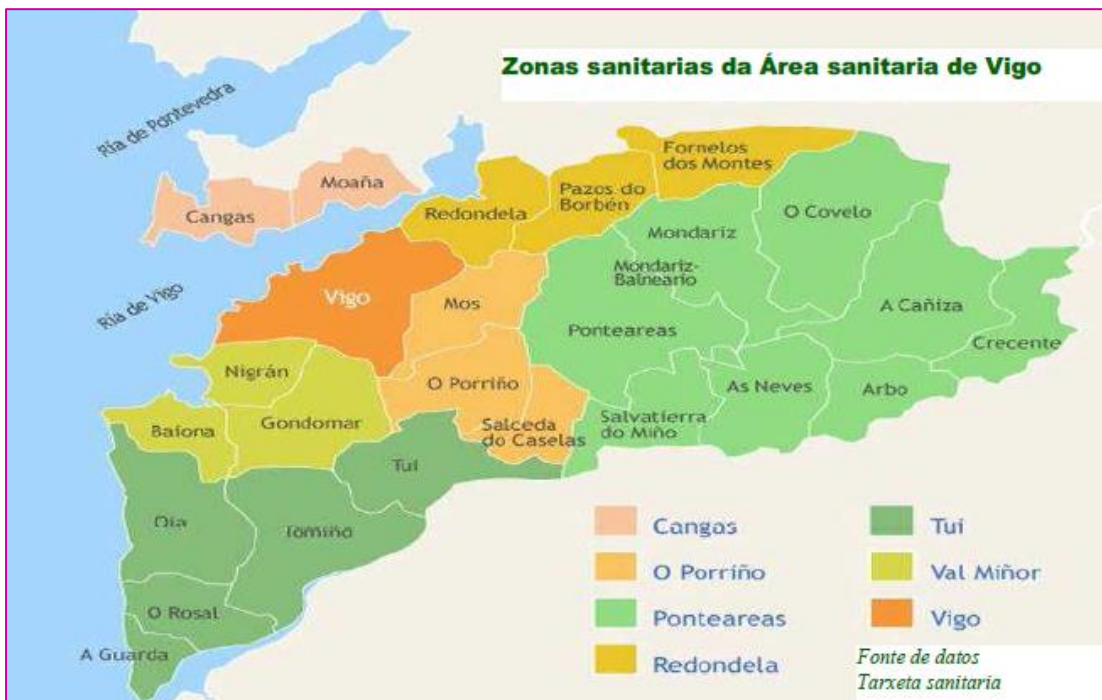 Zonas sanitarias da Área sanitaria de Vigo
Ría de Pontevedra
Fornelos
dos Montes
Moaña
Pazos do
Borbén
Cangas
Redondela
O Covelo
Mondaríz
Mondaríz-
Balneario
Ría de Vigo
Vigo
Mos
A Cañiza
Ponteareas
Crecente
Nigrán
O Porriño
As Neves
Arbo
Gondomar
Salceda
do Caselas
Salvatierra
do Miño
Baiona
Tui
Oia
Tomiño
O Rosal
A Guarda
Cangas
O Porriño
Ponteareas
Redondela
Tui
Val Miñor
Vigo
Fonte de datos
Tarxeta sanitaria